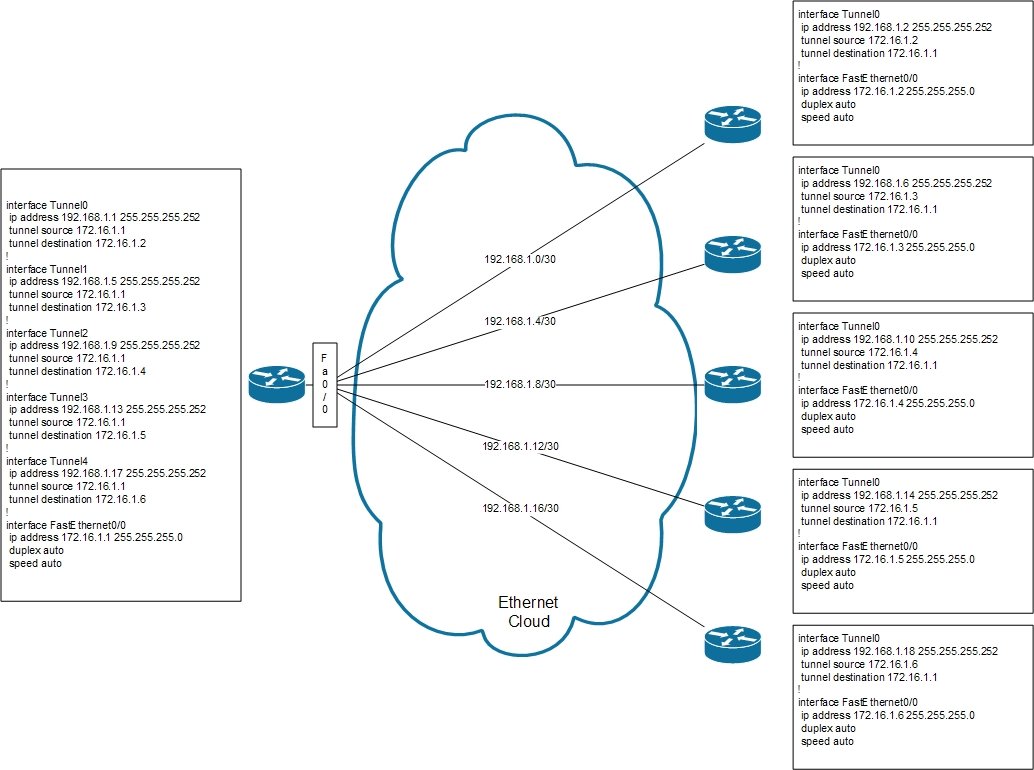 interface Tunnel0
ip address 192.168.1.1 255.255.255.252
tunnel source 172.16.1.1
tunnel destination 172.16.1.2
!
interface Tunnel1
ip address 192.168.1.5 255.255.255.252
tunnel source 172.16.1.1
tunnel destination 172.16.1.3
!
interface Tunnel2
ip address 192.168.1.9 255.255.255.252
tunnel source 172.16.1.1
tunnel destination 172.16.1.4
!
interface Tunnel3
ip address 192.168.1.13 255.255.255.252
tunnel source 172.16.1.1
tunnel destination 172.16.1.5
!
interface Tunnel4
ip address 192.168.1.17 255.255.255.252
tunnel source 172.16.1.1
tunnel destination 172.16.1.6
!
interface FastEthernet0/0
ip address 172.16.1.1 255.255.255.0
duplex auto
speed auto
F
a
0
/
0
192.168.1.0/30
192.168.1.4/30
192.168.1.8/30
192.168.1.12/30
192.168.1.16/30
Ethernet
Cloud
interface Tunnel0
ip address 192.168.1.2 255.255.255.252
tunnel source 172.16.1.2
tunnel destination 172.16.1.1
!
interface FastEthernet0/0
ip address 172.16.1.2 255.255.255.0
duplex auto
speed auto
interface Tunnel0
ip address 192.168.1.6 255.255.255.252
tunnel source 172.16.1.3
tunnel destination 172.16.1.1
!
interface FastEthernet0/0
ip address 172.16.1.3 255.255.255.0
duplex auto
speed auto
interface Tunnel0
ip address 192.168.1.10 255.255.255.252
tunnel source 172.16.1.4
tunnel destination 172.16.1.1
!
interface FastEthernet0/0
ip address 172.16.1.4 255.255.255.0
duplex auto
speed auto
interface Tunnel0
ip address 192.168.1.14 255.255.255.252
tunnel source 172.16.1.5
tunnel destination 172.16.1.1
!
interface FastEthernet0/0
ip address 172.16.1.5 255.255.255.0
duplex auto
speed auto
interface Tunnel0
ip address 192.168.1.18 255.255.255.252
tunnel source 172.16.1.6
tunnel destination 172.16.1.1
!
interface FastEthernet0/0
ip address 172.16.1.6 255.255.255.0
duplex auto
speed auto